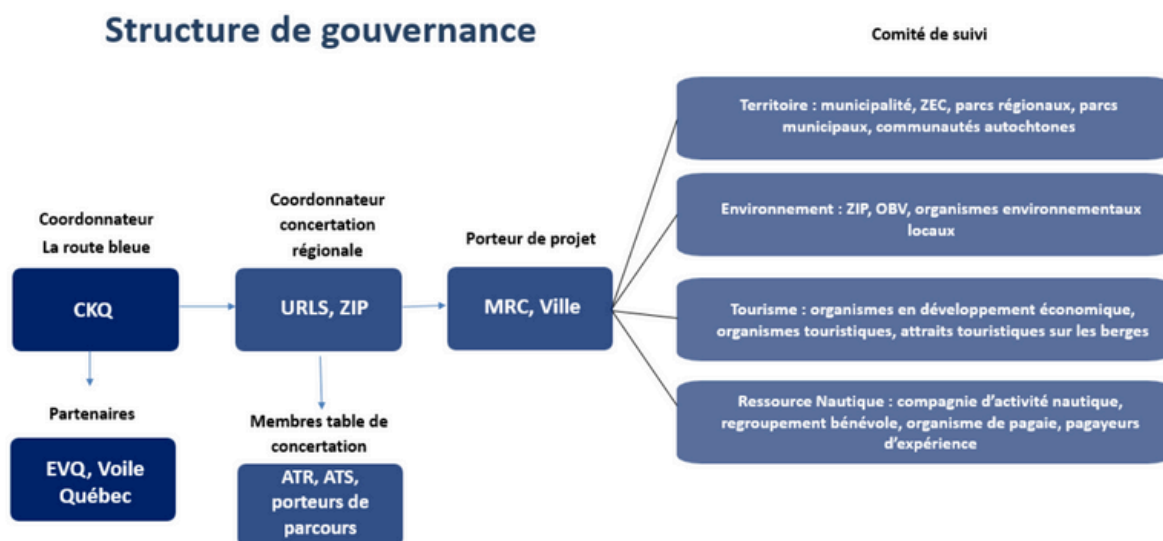 Structure de gouvernance
Comité de suivi
Territoire : municipalité, ZEC, parcs régionaux, parcs
municipaux, communautés autochtones
Environnement : ZIP, OBV, organismes environnementaux
locaux
Tourisme : organismes en développement économique,
organismes touristiques, attraits touristiques sur les berges
Ressource Nautique : compagnie d’activité nautique,
regroupement bénévole, organisme de pagaie, pagayeurs
d’expérience
Coordonnateur
La route bleue
CKQ
Partenaires
EVQ, Voile
Québec
Coordonnateur
concertation
régionale
URLS, ZIP
Membres table de
concertation
ATR, ATS,
porteurs de
parcours
Porteur de projet
MRC, Ville